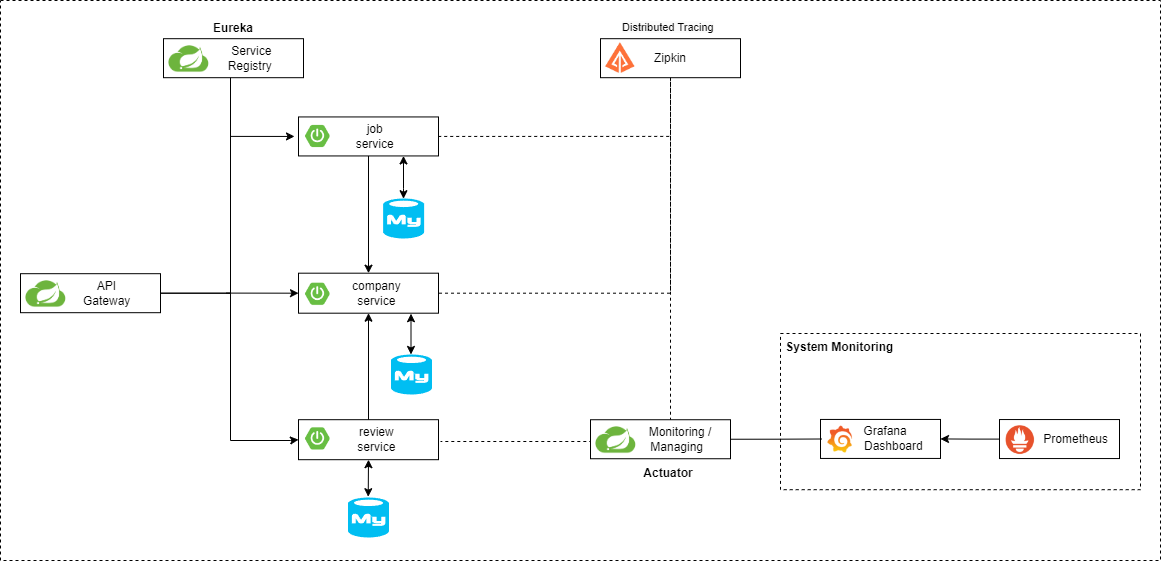 Eureka
Service
Registry
Distributed Tracing
Zipkin
job
service
My
API
Gateway
company
service
My
System Monitoring
review
service
Monitoring /
Managing
Actuator
Grafana
Dashboard
Prometheus
My